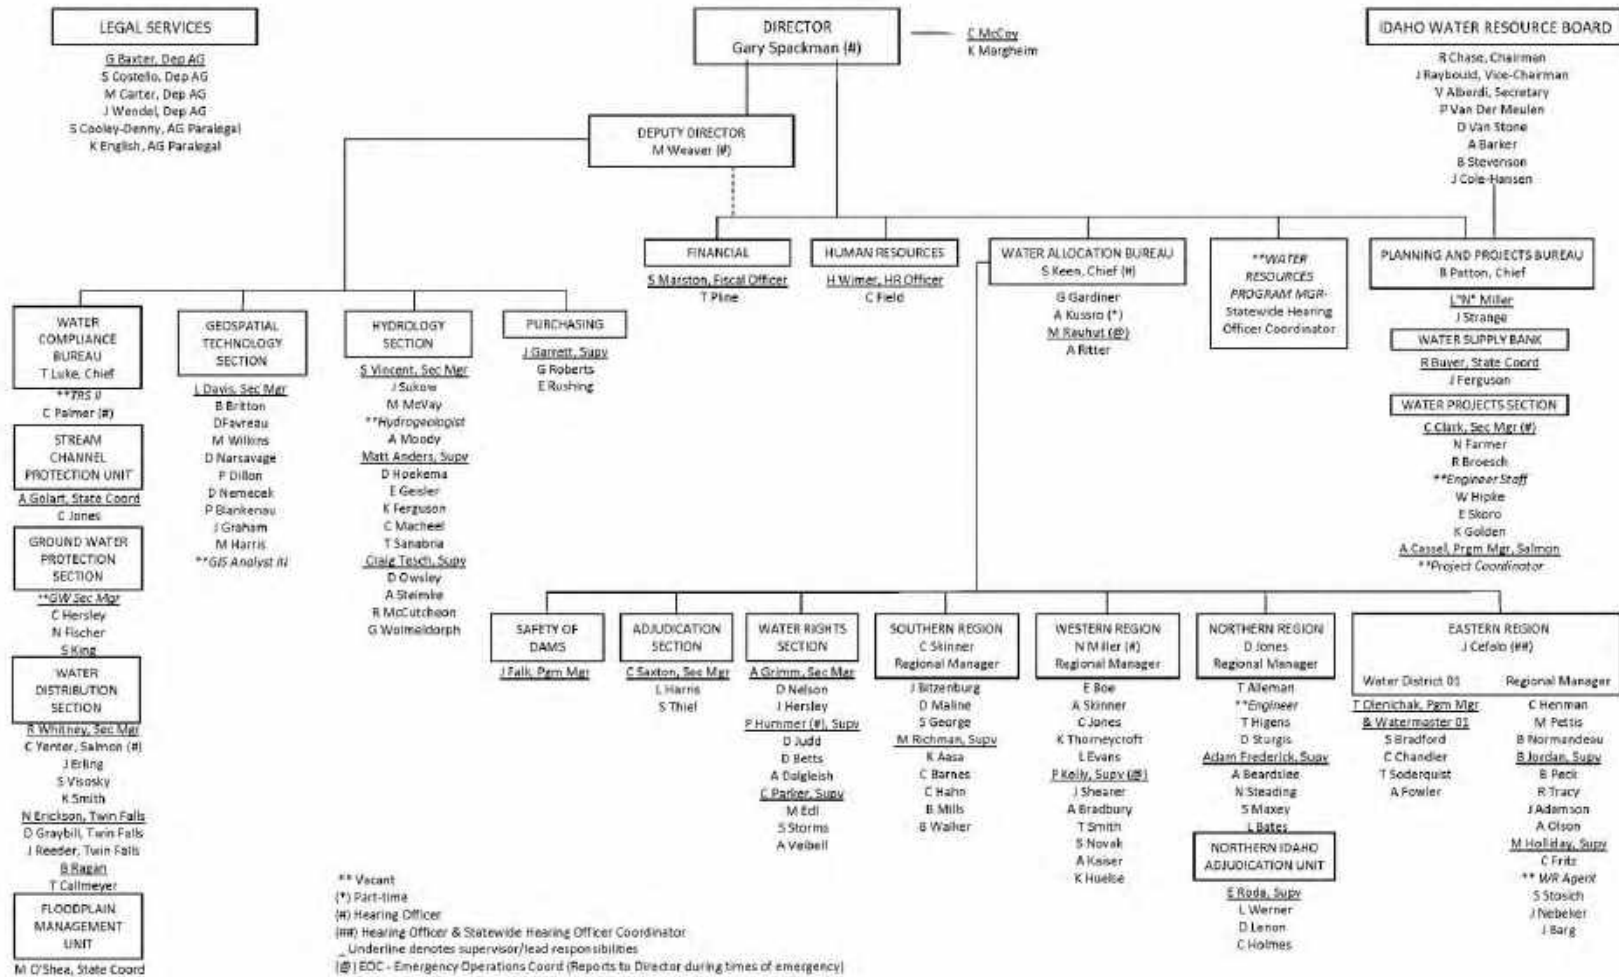 LEGAL SERVICES
G Baxter, Dep AG
S Costello, Dep AG
M Carter, Dep AG
J Wendel, Dep AG
S Cooley-Denny, AG Paralegal
K English, AG Paralegal
DIRECTOR
Gary Spackman (#)
C McCoy
K Margheim
IDAHO WATER RESOURCE BOARD
R Chase, Chairman
J Raybould, Vice-Chairman
V Alberdi, Secretary
P Van Der Meulen
D Van Stone
A Barker
B Stevenson
J Cole-Hansen
DEPUTY DIRECTOR
M Weaver (#)
FINANCIAL
S Marston, Fiscal Officer
T Pline
HUMAN RESOURCES
H Wimer, HR Officer
C Field
WATER ALLOCATION BUREAU
S Keen, Chief (#)
G Gardiner
A Kussro (*)
M Rauhut (@)
A Ritter
**WATER
RESOURCES
PROGRAM MGR-
Statewide Hearing
Officer Coordinator
PLANNING AND PROJECTS BUREAU
B Patton, Chief
L"N" Miller
J Strange
WATER SUPPLY BANK
R Buyer, State Coord
J Ferguson
WATER PROJECTS SECTION
C Clark, Sec Mgr (#)
N Farmer
R Broesch
**Engineer Staff
W Hipke
E Skoro
K Golden
A Cassel, Prgm Mgr, Salmon
**Project Coordinator
WATER
COMPLIANCE
BUREAU
T Luke, Chief
**TRS II
C Palmer (#)
STREAM
CHANNEL
PROTECTION UNIT
A Golart, State Coord
C Jones
GROUND WATER
PROTECTION
SECTION
**GW Sec Mgr
C Hersley
N Fischer
S King
WATER
DISTRIBUTION
SECTION
R Whitney, Sec Mgr
C Yenter, Salmon (#)
J Erling
S Visosky
K Smith
N Erickson, Twin Falls
D Graybill, Twin Falls
J Reeder, Twin Falls
B Ragan
T Callmeyer
FLOODPLAIN
MANAGEMENT
UNIT
M O'Shea, State Coord
GEOSPATIAL
TECHNOLOGY
SECTION
L Davis, Sec Mgr
B Britton
DFavreau
M Wilkins
D Narsavage
P Dillon
D Nemecek
P Blankenau
J Graham
M Harris
**GIS Analyst III
HYDROLOGY
SECTION
S Vincent, Sec Mgr
J Sukow
M McVay
**Hydrogeologist
A Moody
Matt Anders, Supv
D Hoekema
E Geisler
K Ferguson
C Macheel
T Sanabria
Craig Tesch, Supv
D Owsley
A Steimke
R McCutcheon
G Wolmeldorph
PURCHASING
J Garrett, Supv
G Roberts
E Rushing
SAFETY OF
DAMS
J Falk, Pgm Mgr
ADJUDICATION
SECTION
C Saxton, Sec Mgr
L Harris
S Thiel
WATER RIGHTS
SECTION
A Grimm, Sec Mgr
D Nelson
J Hersley
P Hummer (#), Supv
D Judd
D Betts
A Dalgleish
C Parker, Supv
M Edl
S Storms
A Veibell
SOUTHERN REGION
C Skinner
Regional Manager
J Bitzenburg
D Maline
S George
M Richman, Supv
K Aasa
C Barnes
C Hahn
B Mills
B Walker
WESTERN REGION
N Miller (#)
Regional Manager
E Boe
A Skinner
C Jones
K Thorneycroft
L Evans
P Kelly, Supv (@)
J Shearer
A Bradbury
T Smith
S Novak
A Kaiser
K Huelse
NORTHERN REGION
D Jones
Regional Manager
T Alleman
**Engineer
T Higens
D Sturgis
Adam Frederick, Supv
A Beardslee
N Steading
S Maxey
L Bates
NORTHERN IDAHO
ADJUDICATION UNIT
E Roda, Supv
L Werner
D Lenon
C Holmes
EASTERN REGION
J Cefalo (##)
Water District 01
T Olenichak, Pgm Mgr
& Watermaster 01
S Bradford
C Chandler
T Soderquist
A Fowler
Regional Manager
C Henman
M Pettis
B Normandeau
B Jordan, Supv
B Peck
R Tracy
J Adamson
A Olson
M Holliday, Supv
C Fritz
** WR Agent
S Stosich
J Nebeker
J Barg
** Vacant
(*) Part-time
(#) Hearing Officer
(##) Hearing Officer & Statewide Hearing Officer Coordinator
_Underline denotes supervisor/lead responsibilities
(@) EOC - Emergency Operations Coord (Reports to Director during times of emergency)